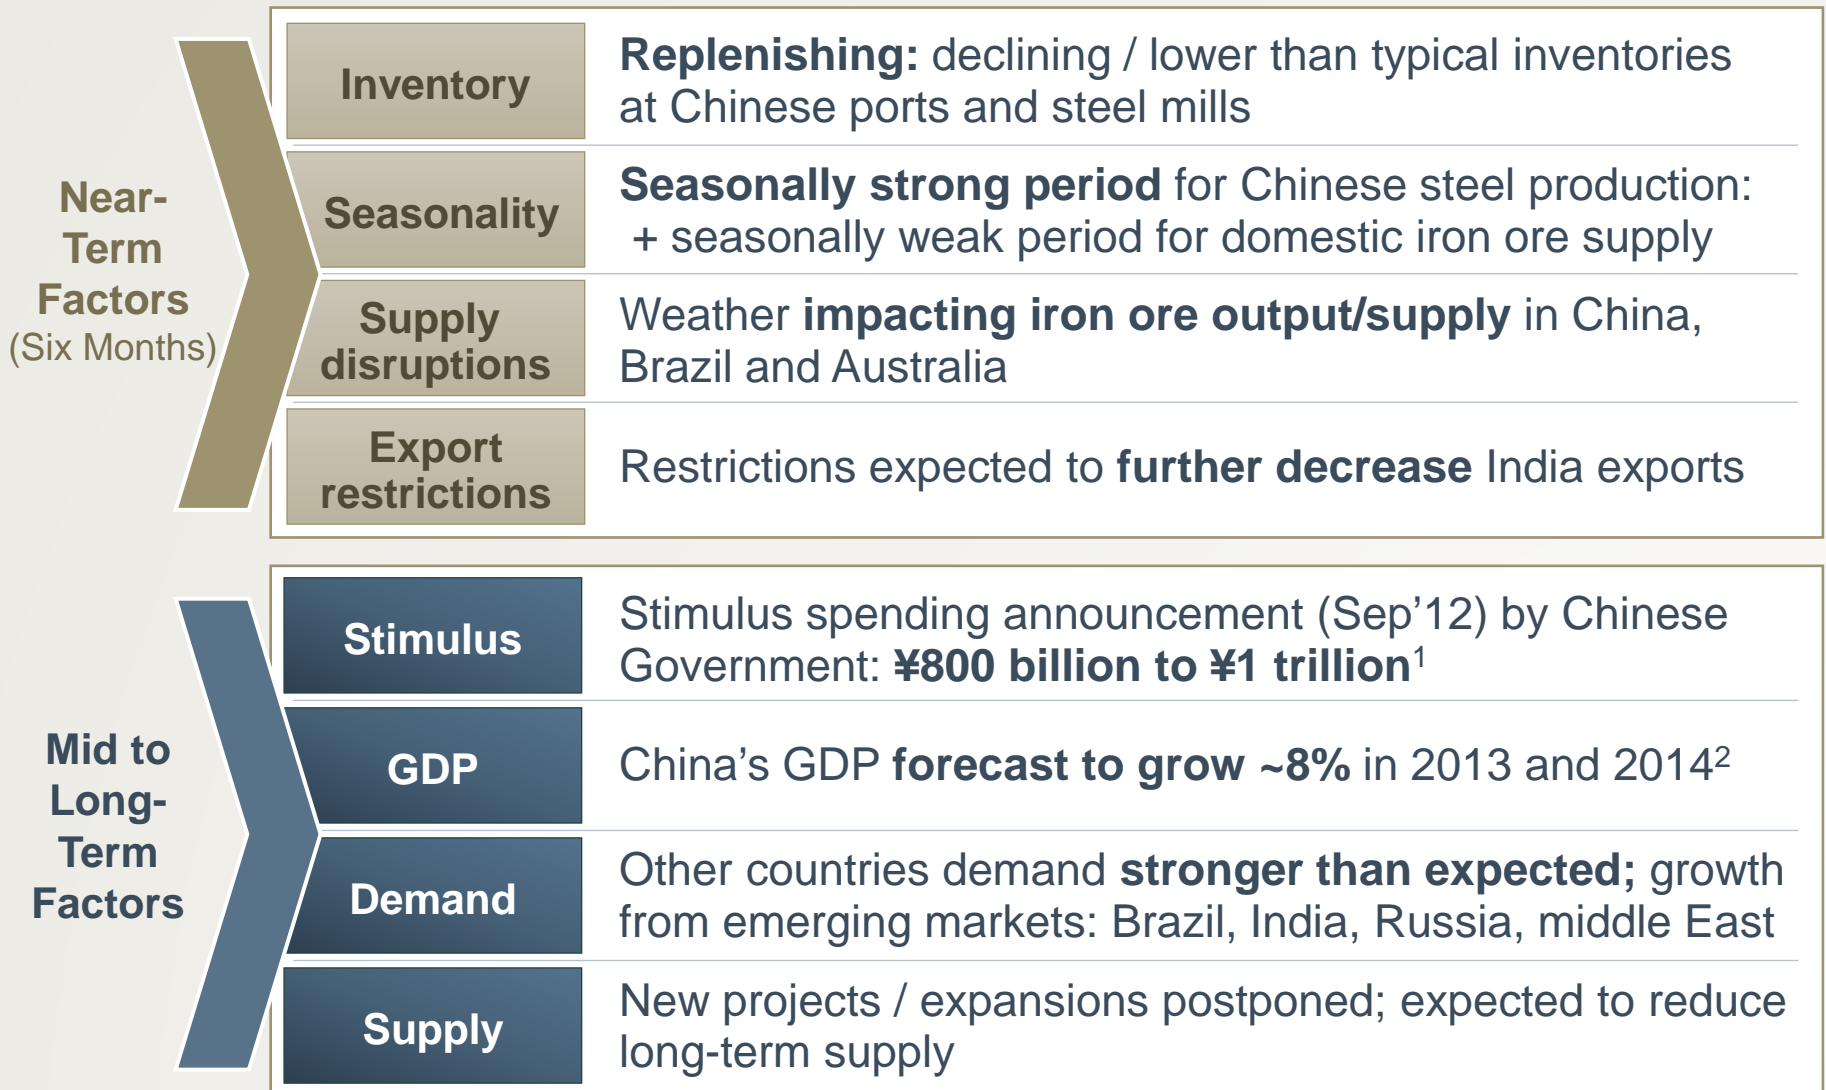 Near-
Term
Factors
(Six Months)
Inventory
Replenishing: declining / lower than typical inventories
at Chinese ports and steel mills
Seasonality
Seasonally strong period for Chinese steel production:
+ seasonally weak period for domestic iron ore supply
Supply
disruptions
Weather impacting iron ore output/supply in China,
Brazil and Australia
Export
restrictions
Restrictions expected to further decrease India exports
Mid to
Long-
Term
Factors
Stimulus
Stimulus spending announcement (Sep’12) by Chinese
Government: ¥800 billion to ¥1 trillion¹
GDP
China’s GDP forecast to grow ~8% in 2013 and 2014²
Demand
Other countries demand stronger than expected; growth
from emerging markets: Brazil, India, Russia, middle East
Supply
New projects / expansions postponed; expected to reduce
long-term supply